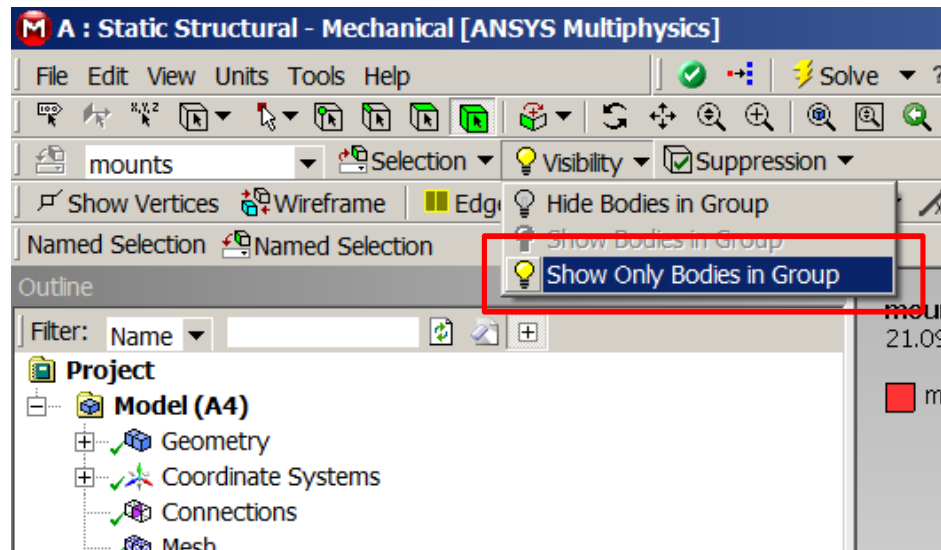 A : Static Structural - Mechanical [ANSYS Multiphysics]
File Edit View Units Tools Help Solve ?
mounts Selection Visibility Suppression
Show Vertices Wireframe Hide Bodies in Group
Show Bodies in Group
Named Selection Named Selection
Show Only Bodies in Group
Outline
Filter: Name
21.09
Project
Model (A4)
Geometry
Coordinate Systems
Connections
Mesh